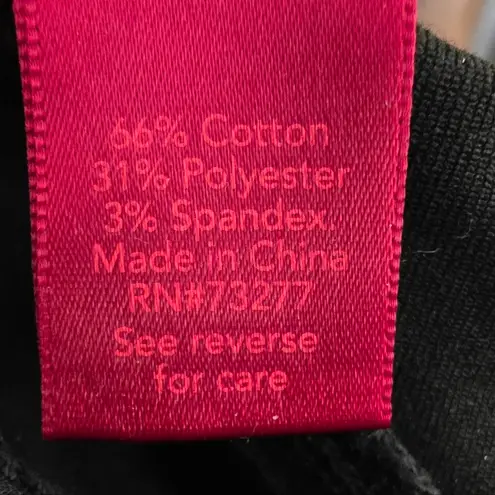 66% Cotton
31% Polyester
3% Spandex.
Made in China
RN#73277
See reverse
for care